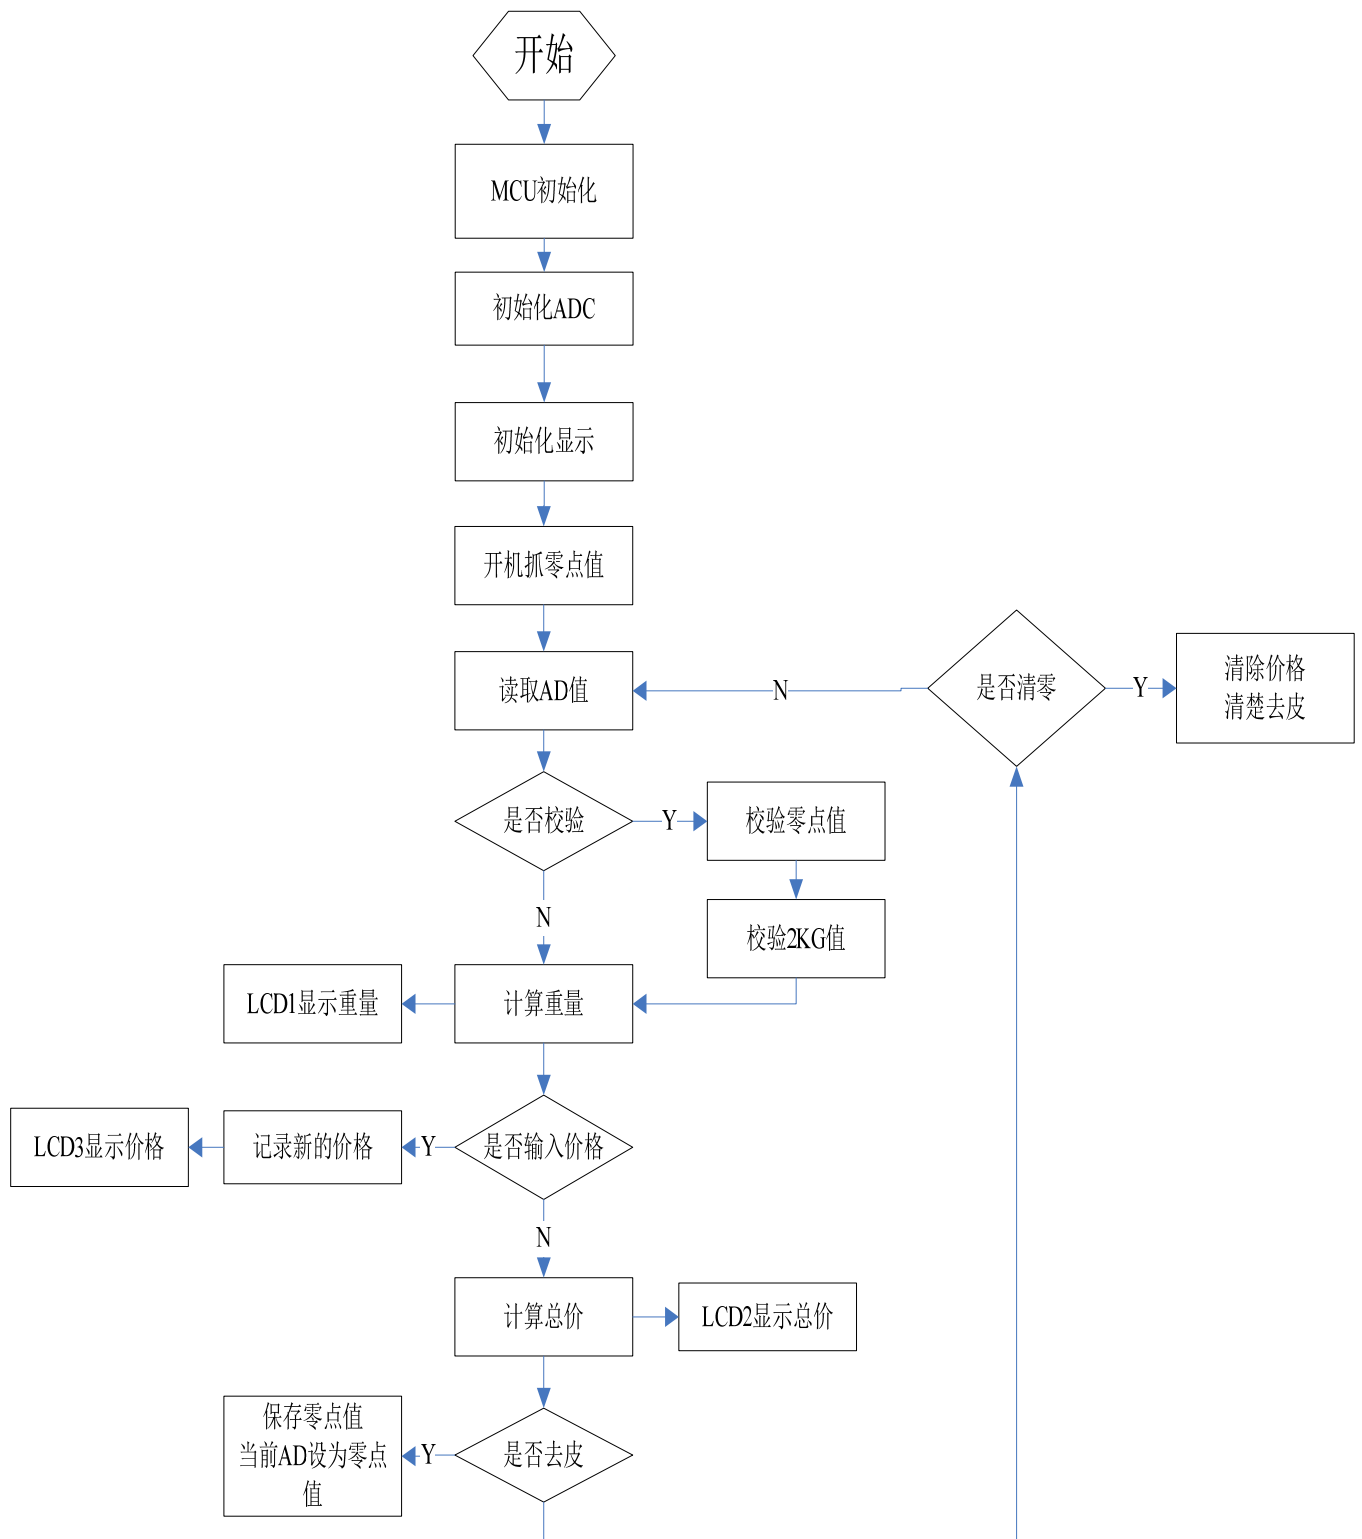 开始
MCU初始化
初始化ADC
初始化显示
开机抓零点值
读取AD值
N
是否清零
Y
清除价格
清楚去皮
是否校验
Y
校验零点值
N
校验2KG值
LCD1显示重量
计算重量
LCD3显示价格
记录新的价格
Y
是否输入价格
N
计算总价
LCD2显示总价
保存零点值
当前AD设为零点
值
Y
是否去皮